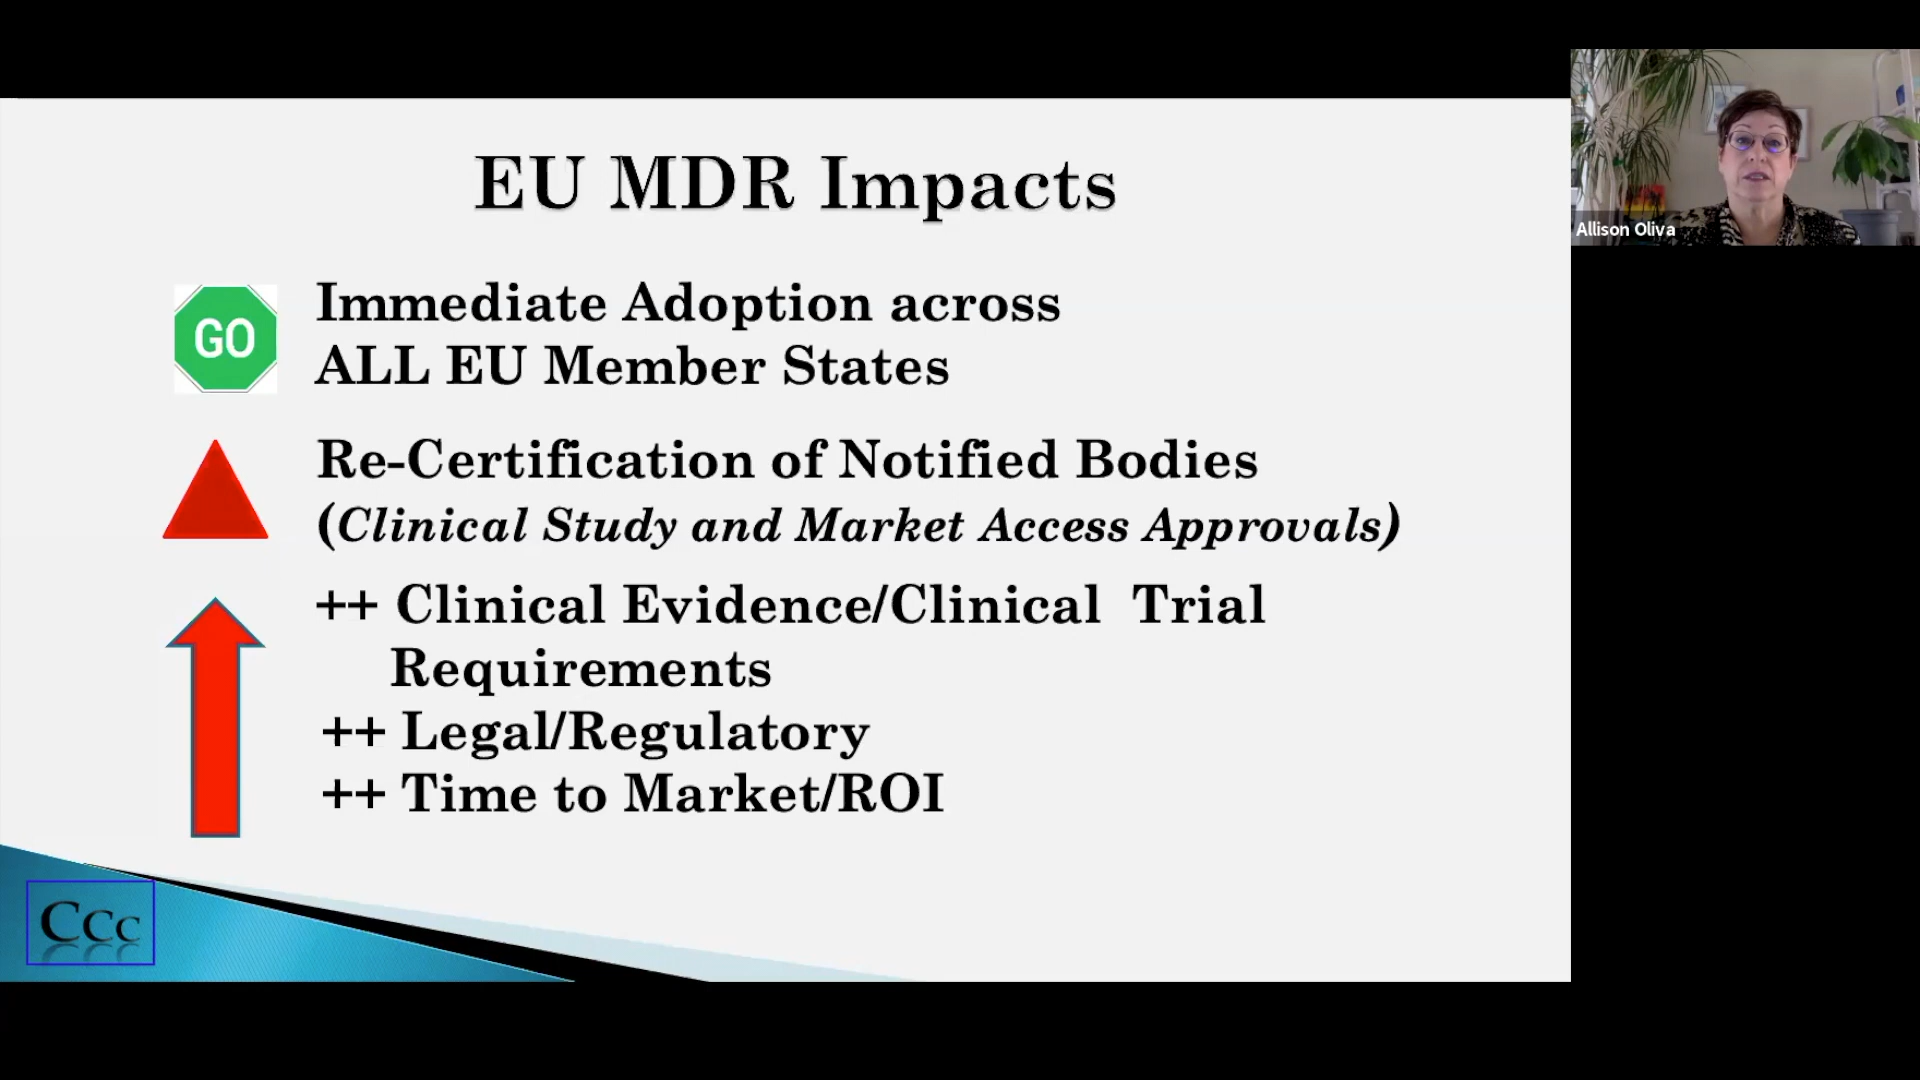 EU MDR Impacts
GO
Immediate Adoption across
ALL EU Member States
Re-Certification of Notified Bodies
(Clinical Study and Market Access Approvals)
++ Clinical Evidence/Clinical Trial
Requirements
++ Legal/Regulatory
++ Time to Market/ROI
CCC
Allison Oliva